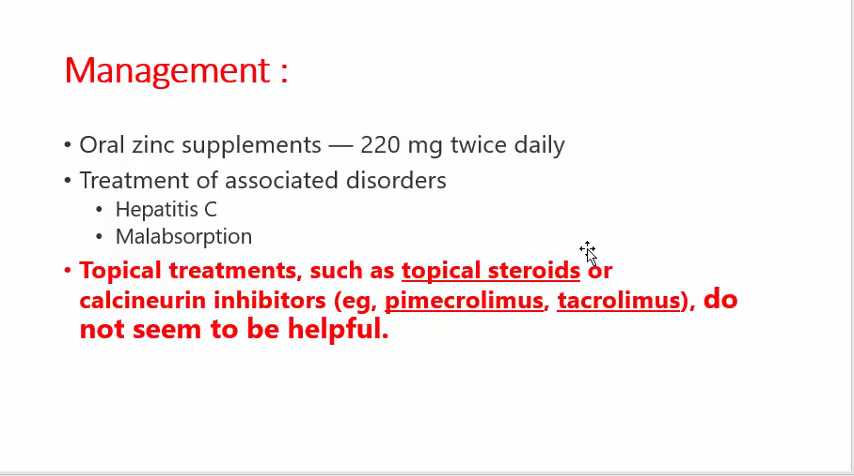 Management :
• Oral zinc supplements — 220 mg twice daily
• Treatment of associated disorders
• Hepatitis C
• Malabsorption
• Topical treatments, such as topical steroids or
calcineurin inhibitors (eg, pimecrolimus, tacrolimus), do
not seem to be helpful.